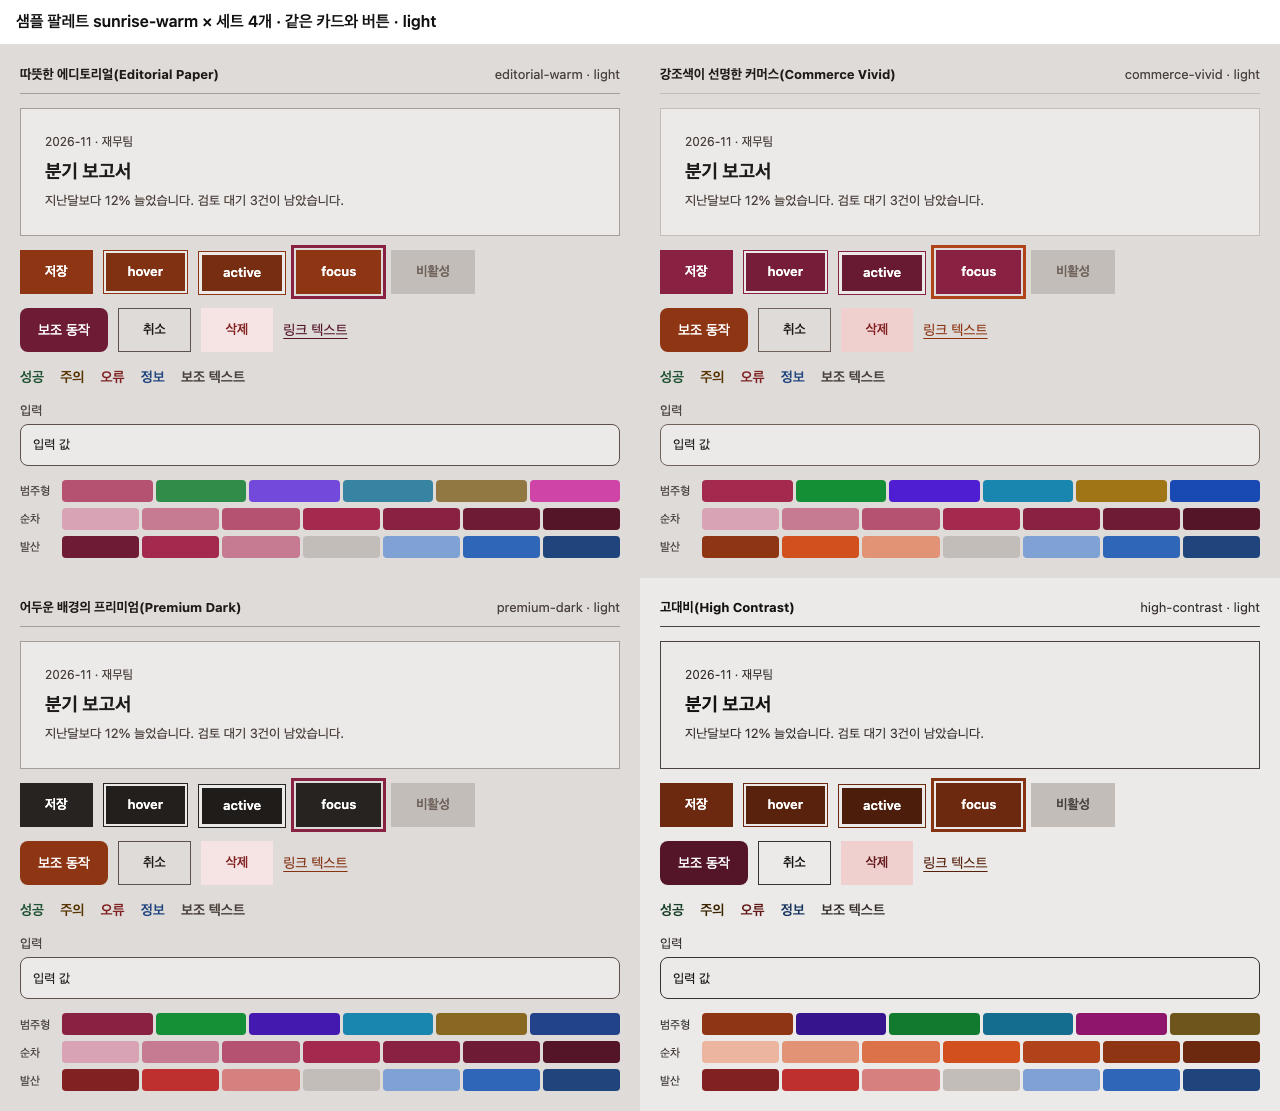 샘플 팔레트 sunrise-warm × 세트 4개 · 같은 카드와 버튼 · light
따뜻한 에디토리얼(Editorial Paper)
editorial-warm · light
2026-11 · 재무팀
분기 보고서
지난달보다 12% 늘었습니다. 검토 대기 3건이 남았습니다.
저장 hover active focus 비활성
보조 동작 취소 삭제 링크 텍스트
성공 주의 오류 정보 보조 텍스트
입력
입력 값
범주형
순차
발산
강조색이 선명한 커머스(Commerce Vivid)
commerce-vivid · light
2026-11 · 재무팀
분기 보고서
지난달보다 12% 늘었습니다. 검토 대기 3건이 남았습니다.
저장 hover active focus 비활성
보조 동작 취소 삭제 링크 텍스트
성공 주의 오류 정보 보조 텍스트
입력
입력 값
범주형
순차
발산
어두운 배경의 프리미엄(Premium Dark)
premium-dark · light
2026-11 · 재무팀
분기 보고서
지난달보다 12% 늘었습니다. 검토 대기 3건이 남았습니다.
저장 hover active focus 비활성
보조 동작 취소 삭제 링크 텍스트
성공 주의 오류 정보 보조 텍스트
입력
입력 값
범주형
순차
발산
고대비(High Contrast)
high-contrast · light
2026-11 · 재무팀
분기 보고서
지난달보다 12% 늘었습니다. 검토 대기 3건이 남았습니다.
저장 hover active focus 비활성
보조 동작 취소 삭제 링크 텍스트
성공 주의 오류 정보 보조 텍스트
입력
입력 값
범주형
순차
발산